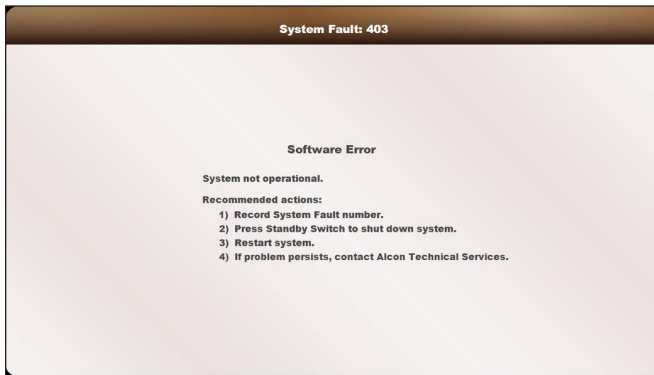 System Fault: 403
Software Error
System not operational.
Recommended actions:
1) Record System Fault number.
2) Press Standby Switch to shut down system.
3) Restart system.
4) If problem persists, contact Alcon Technical Services.